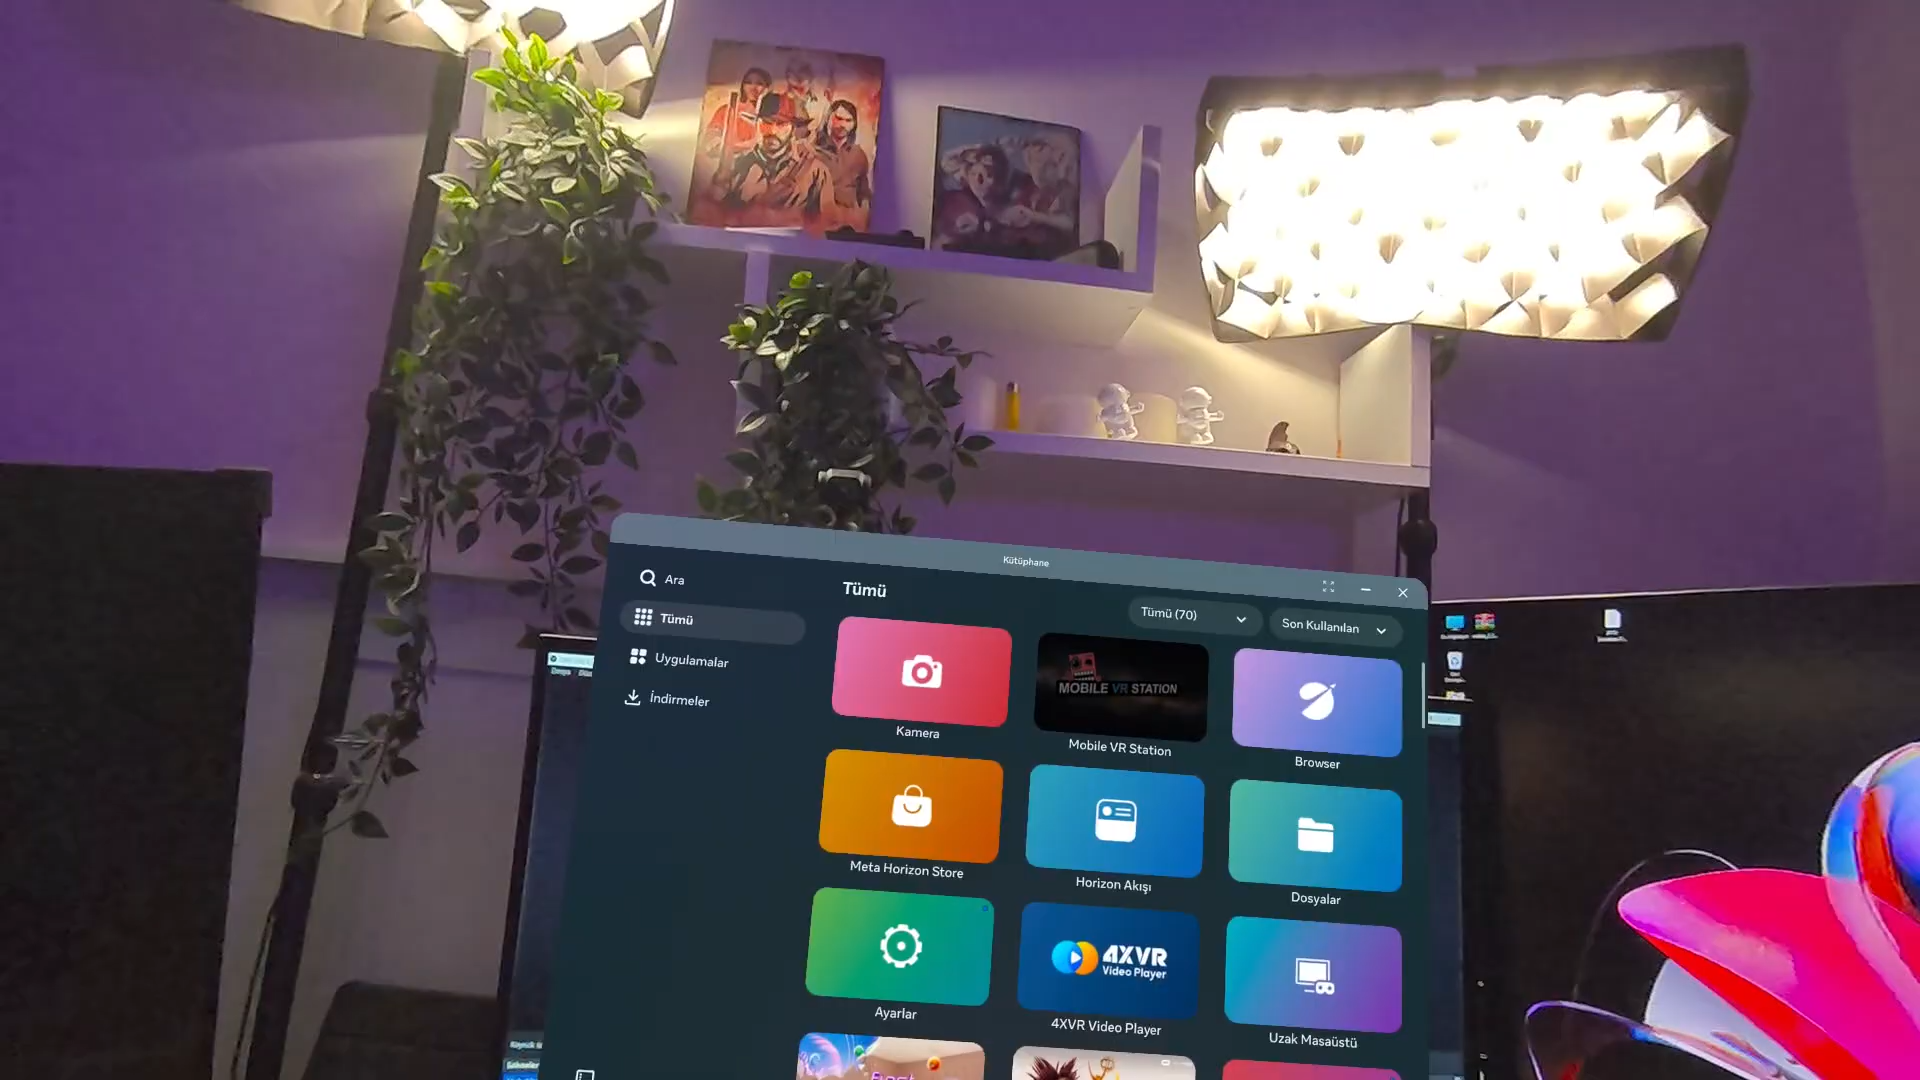 Kütüphane
Ara
Tümü
Tümü (70)
Son Kullanılan
Tümü
Uygulamalar
İndirmeler
Kamera
MOBILE VR STATION
Mobile VR Station
Browser
Meta Horizon Store
Horizon Akışı
Dosyalar
Ayarlar
4XVR
Video Player
4XVR Video Player
Uzak Masaüstü